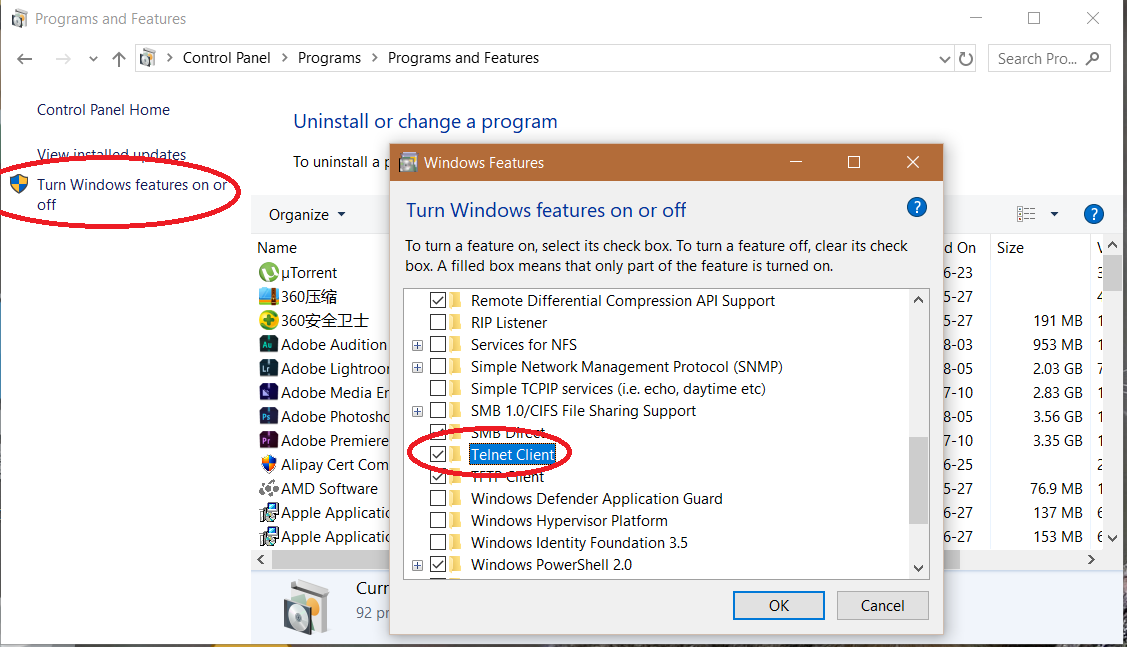 Programs and Features
Control Panel
Programs
Programs and Features
Search Pro...
Control Panel Home
View installed updates
Turn Windows features on or
off
Uninstall or change a program
To uninstall a
Organize
Name
d On
Size
µTorrent
6-23
360压缩
5-27
360安全卫士
5-27
191 MB
Adobe Audition
8-03
953 MB
Adobe Lightroo
8-05
2.03 GB
Adobe Media En
7-10
2.83 GB
Adobe Photosho
8-05
3.56 GB
Adobe Premiere
7-10
3.35 GB
Alipay Cert Com
6-25
AMD Software
5-27
76.9 MB
Apple Applicatio
6-27
137 MB
Apple Applicatio
6-27
153 MB
Curr
92 pr
Windows Features
Turn Windows features on or off
To turn a feature on, select its check box. To turn a feature off, clear its check
box. A filled box means that only part of the feature is turned on.
Remote Differential Compression API Support
RIP Listener
Services for NFS
Simple Network Management Protocol (SNMP)
Simple TCPIP services (i.e. echo, daytime etc)
SMB 1.0/CIFS File Sharing Support
SMB Direct
Telnet Client
TFTP Client
Windows Defender Application Guard
Windows Hypervisor Platform
Windows Identity Foundation 3.5
Windows PowerShell 2.0
OK
Cancel